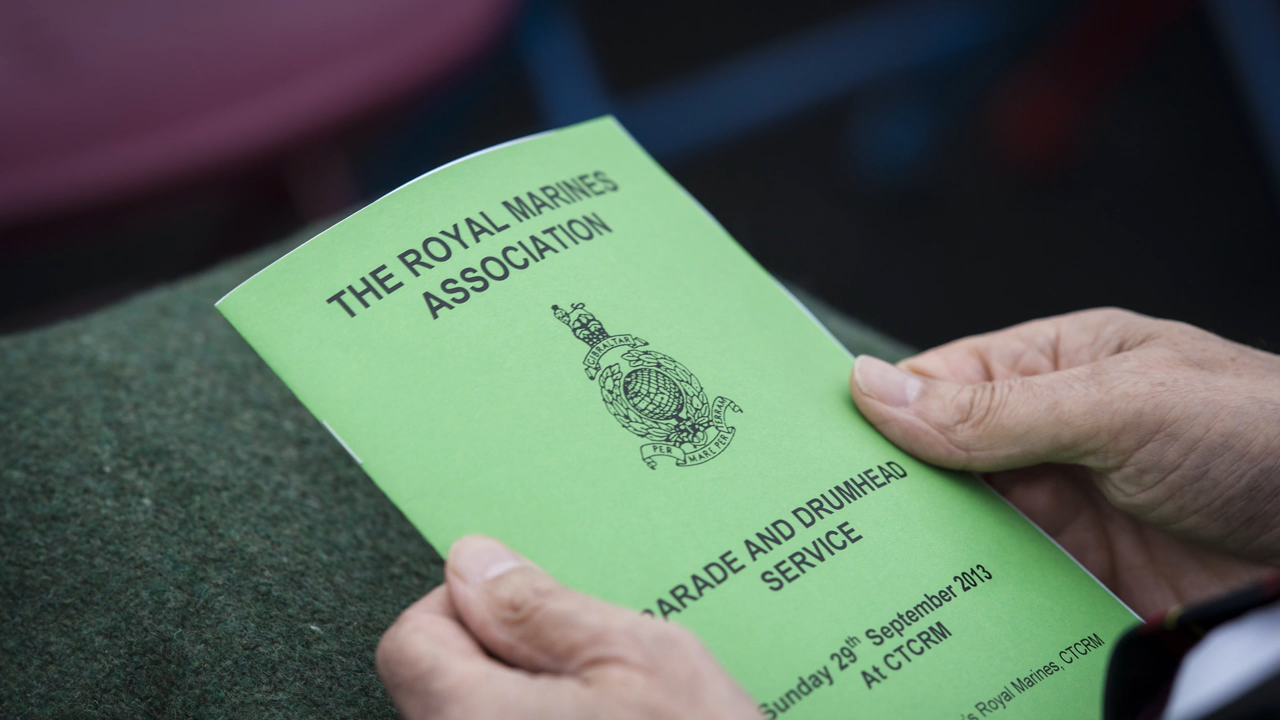 THE ROYAL MARINES
ASSOCIATION
GIBRALTAR
PER MARE PER TERRAM
PARADE AND DRUMHEAD
SERVICE
Sunday 29th September 2013
At CTCRM
Royal Marines, CTCRM